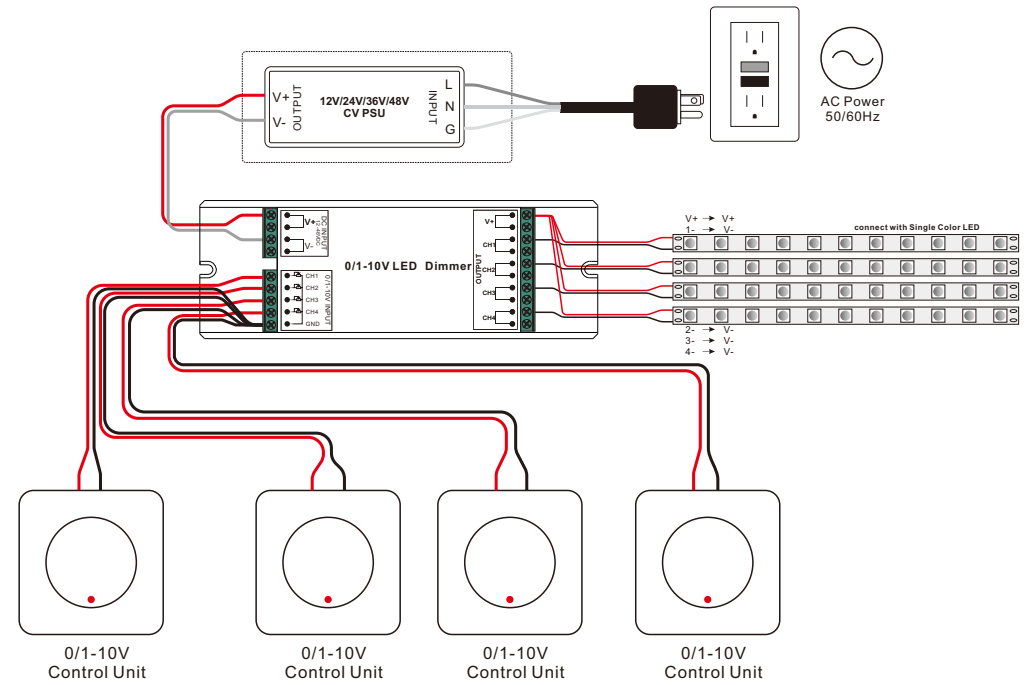 V+
V-
OUTPUT
12V/24V/36V/48V
CV PSU
INPUT
L
N
G
AC Power
50/60Hz
V+
V-
DC INPUT
12-48VDC
0/1-10V LED Dimmer
CH1
CH2
CH3
CH4
GND
0/1-10V INPUT
OUTPUT
V+
CH1
CH2
CH3
CH4
V+ → V+
1- → V-
connect with Single Color LED
2- → V-
3- → V-
4- → V-
0/1-10V
Control Unit
0/1-10V
Control Unit
0/1-10V
Control Unit
0/1-10V
Control Unit